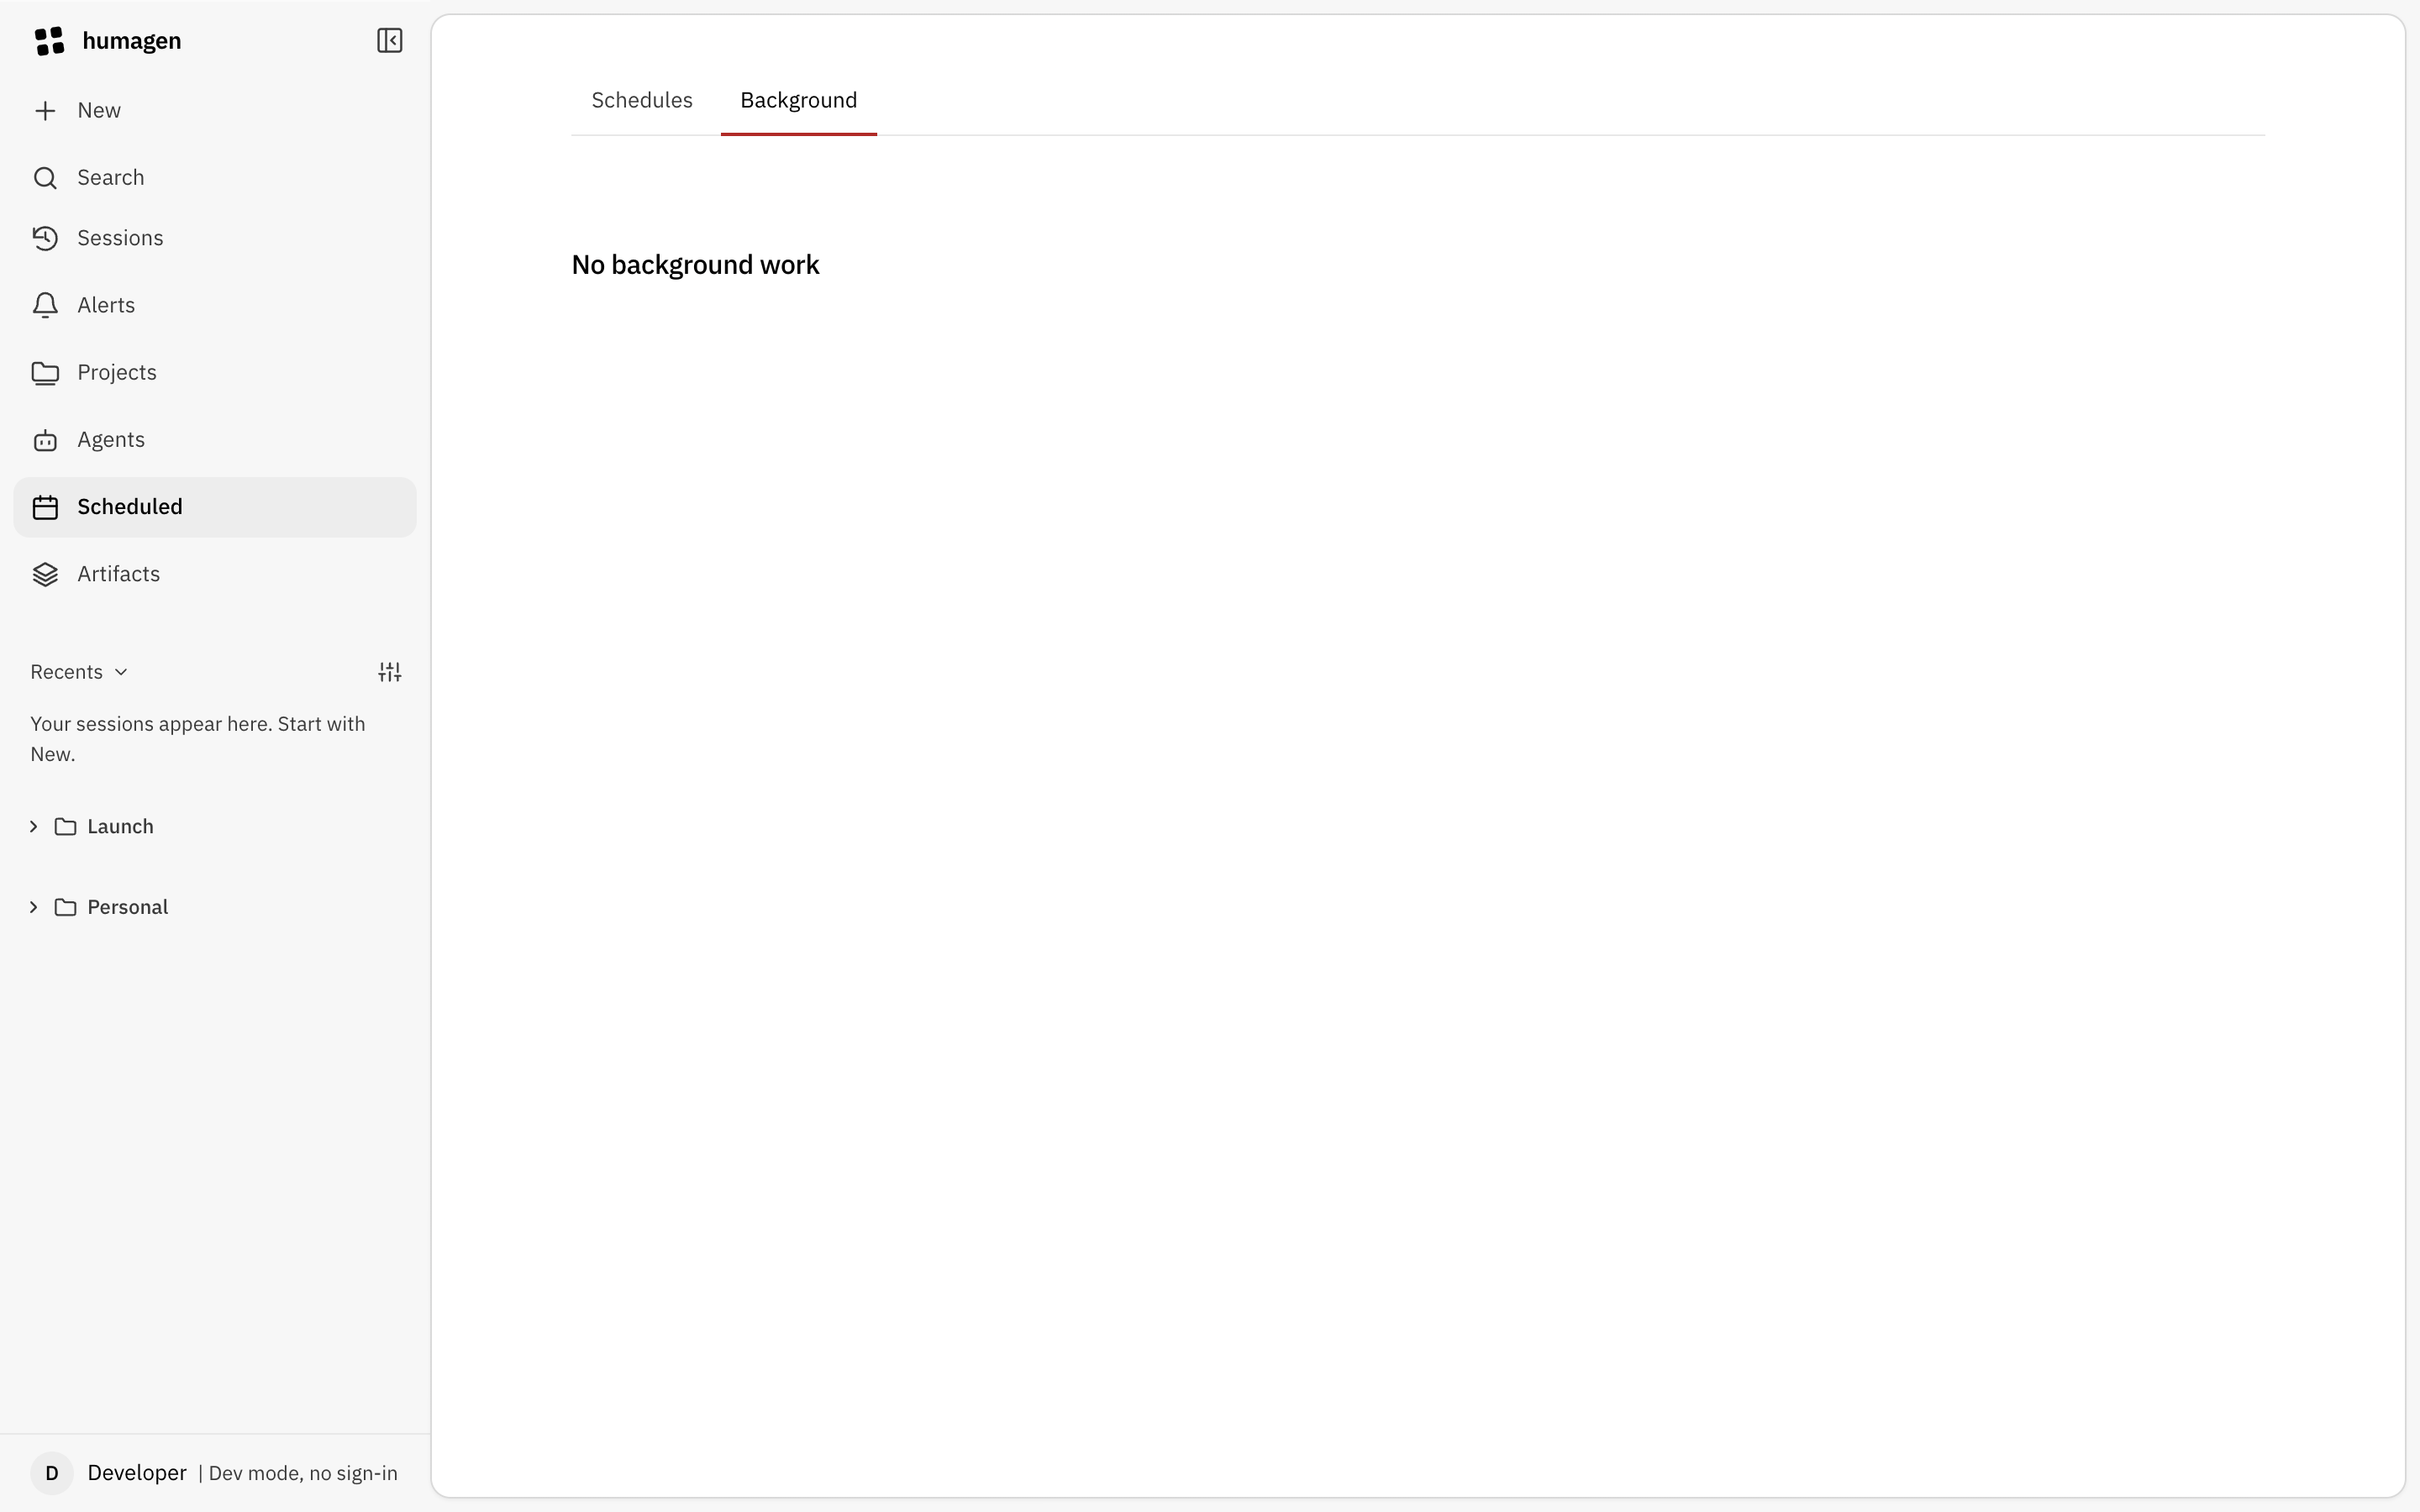 humagen
New
Search
Sessions
Alerts
Projects
Agents
Scheduled
Artifacts
Recents
Your sessions appear here. Start with
New.
Launch
Personal
D Developer | Dev mode, no sign-in
Schedules Background
No background work